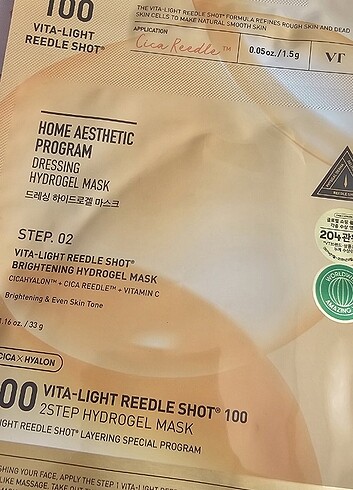 100
VITA-LIGHT
REEDLE SHOT®
THE VITA-LIGHT REEDLE SHOT® FORMULA REFINES ROUGH SKIN AND DEAD
SKIN CELLS TO MAKE NATURAL SMOOTH SKIN
APPLICATION
Cica Reedle™
0.05oz./1.5g
VT
HOME AESTHETIC
PROGRAM
DRESSING
HYDROGEL MASK
드레싱 하이드로겔 마스크
STEP. 02
VITA-LIGHT REEDLE SHOT®
BRIGHTENING HYDROGEL MASK
CICAHYALON™ + CICA REEDLE™ + VITAMIN C
Brightening & Even Skin Tone
1.16 oz. / 33 g
204관
WORLDWIDE
AMAZING
CICA X HYALON
00 VITA-LIGHT REEDLE SHOT® 100
2STEP HYDROGEL MASK
IGHT REEDLE SHOT® LAYERING SPECIAL PROGRAM
SHING YOUR FACE, APPLY THE STEP 1 VITA-LIGHT REEDLE
LIKE MASSAGE. TAKE OUT